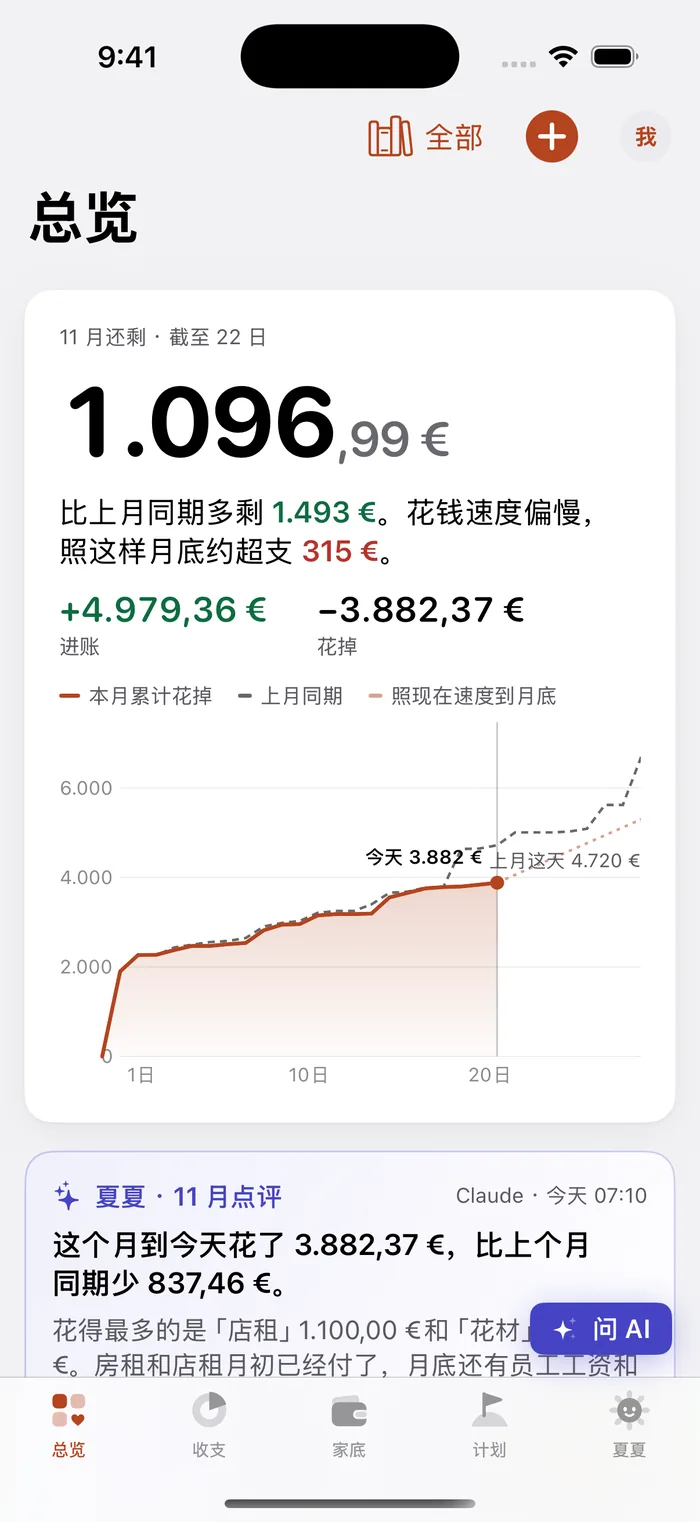 9:41
全部
我
总览
11 月还剩 · 截至 22 日
1.096,99 €
比上月同期多剩 1.493 €。花钱速度偏慢，
照这样月底约超支 315 €。
+4.979,36 € −3.882,37 €
进账 花掉
本月累计花掉 上月同期 照现在速度到月底
6.000
今天 3.882 € 上月这天 4.720 €
4.000
2.000
0
1日 10日 20日
夏夏 · 11 月点评 Claude · 今天 07:10
这个月到今天花了 3.882,37 €，比上个月
同期少 837,46 €。
花得最多的是「店租」1.100,00 €和「花材」
问 AI
€。房租和店租月初已经付了，月底还有员工工资和
总览 收支 家底 计划 夏夏